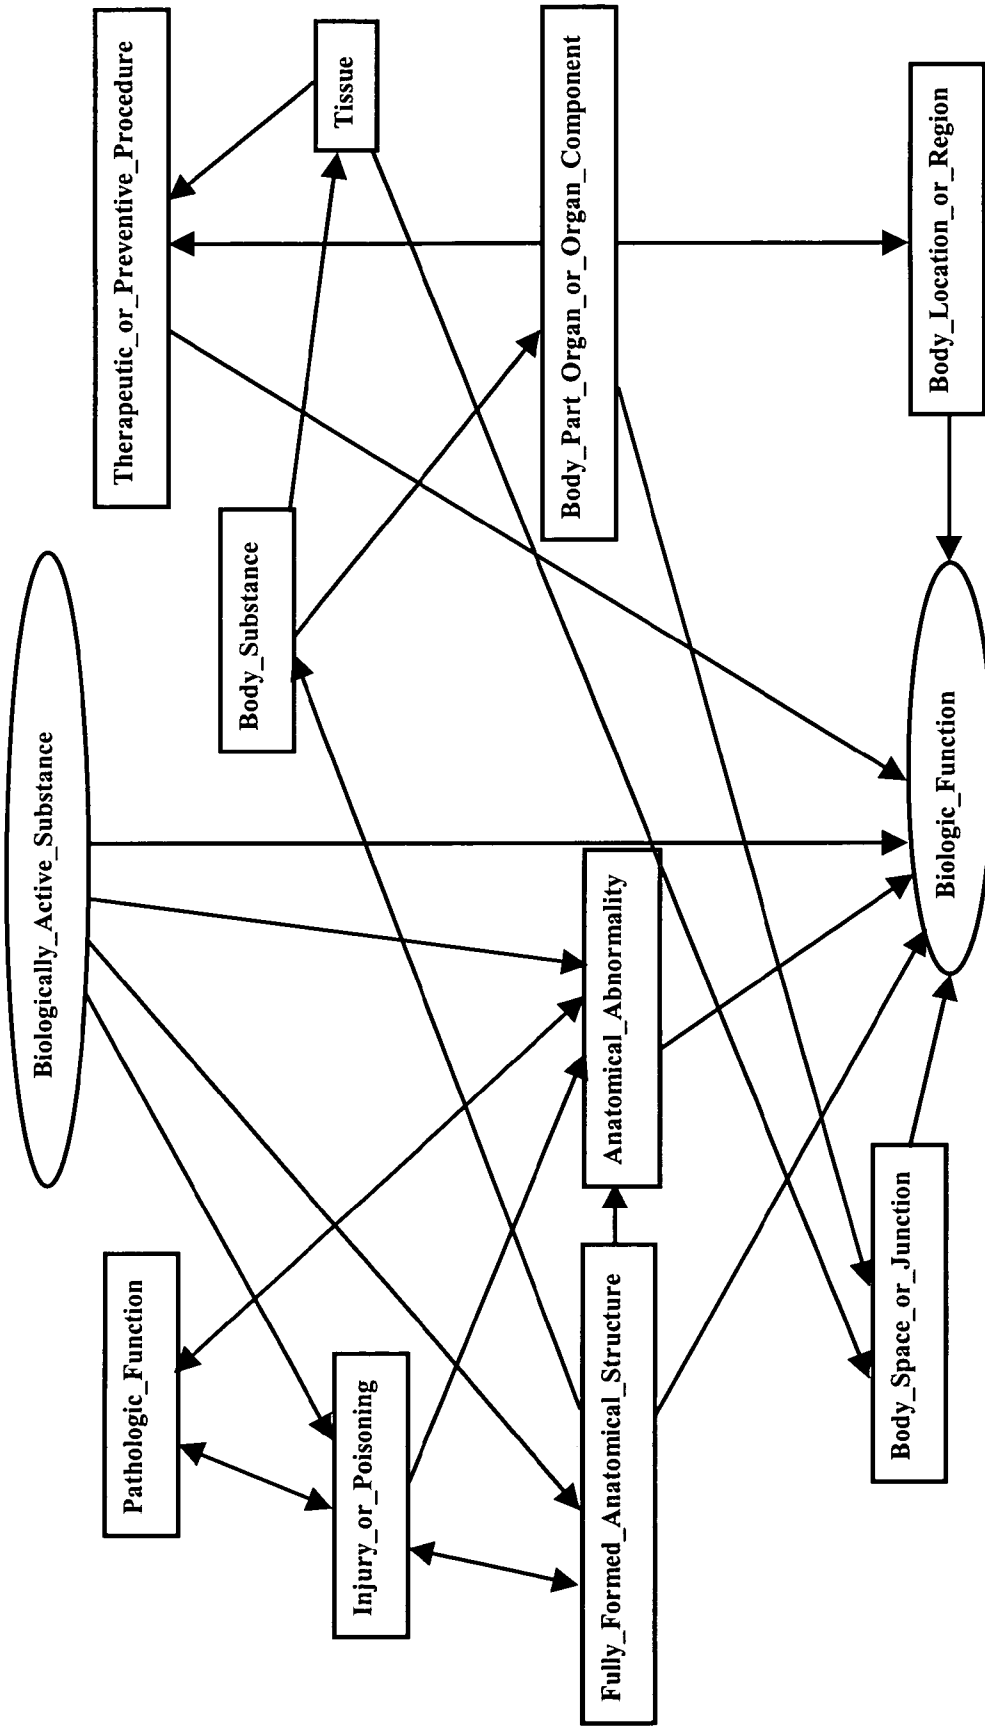 Biologically_Active_Substance
Pathologic_Function
Therapeutic_or_Preventive_Procedure
Body_Substance
Injury_or_Poisoning
Tissue
Body_Part_Organ_or_Organ_Component
Fully_Formed_Anatomical_Structure
Anatomical_Abnormality
Body_Space_or_Junction
Biologic_Function
Body_Location_or_Region